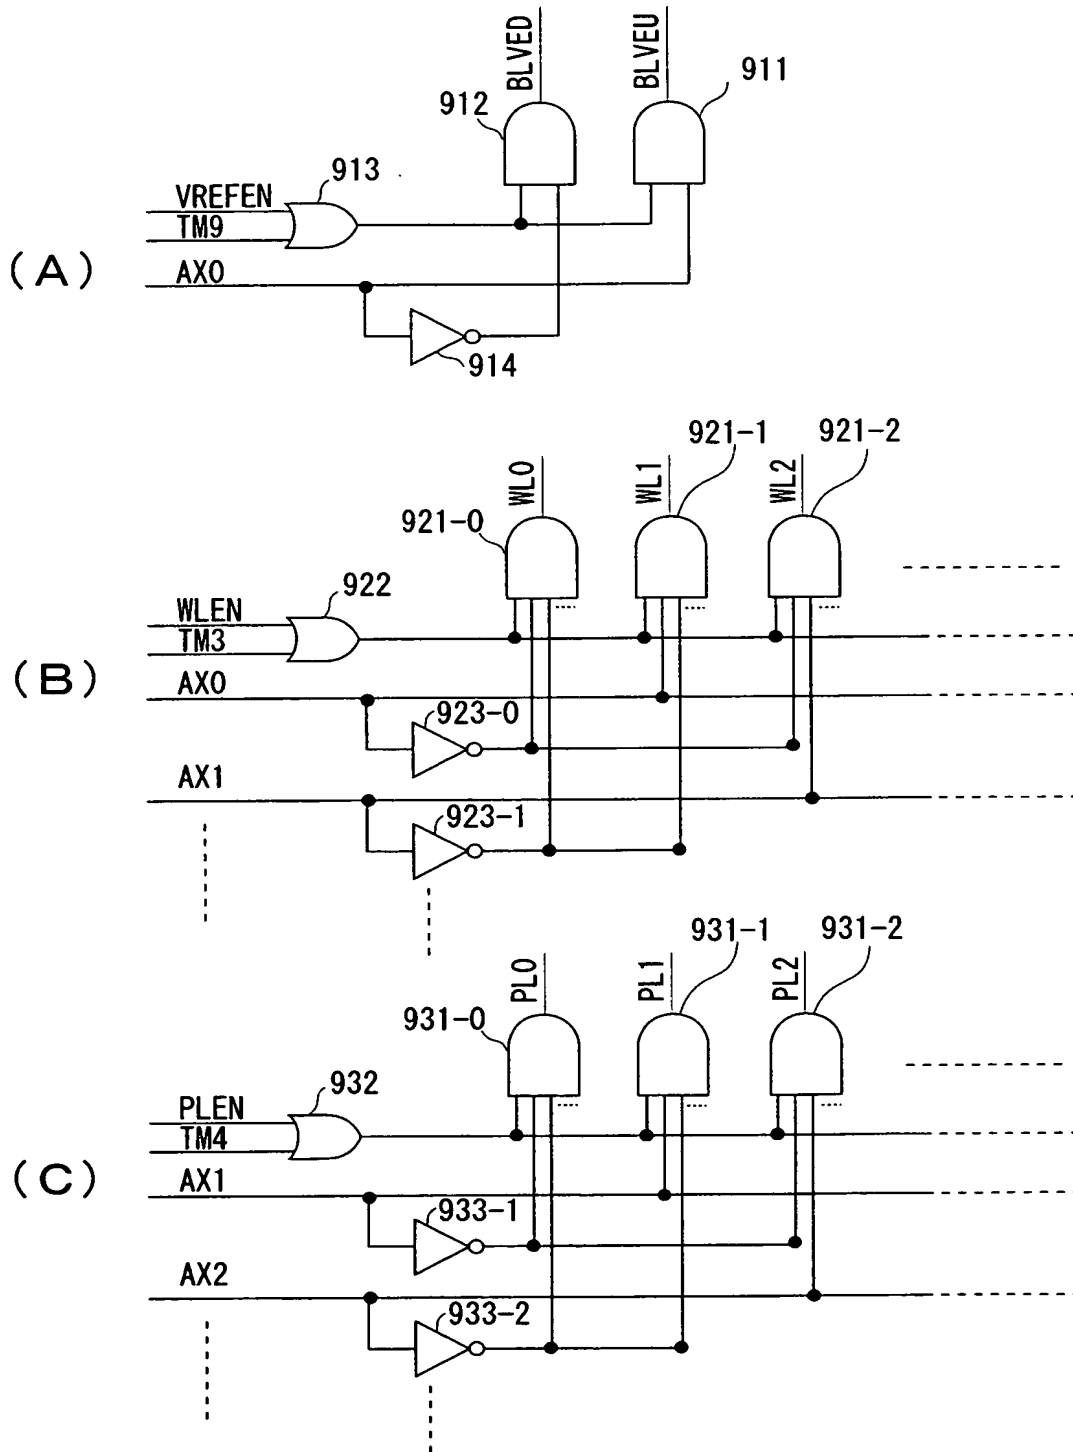 (A)
BLVED
BLVEU
912
911
913
VREFEN
TM9
AX0
914
(B)
WL0
WL1
WL2
921-0
921-1
921-2
922
WLEN
TM3
AX0
923-0
AX1
923-1
(C)
PL0
PL1
PL2
931-0
931-1
931-2
932
PLEN
TM4
AX1
933-1
AX2
933-2